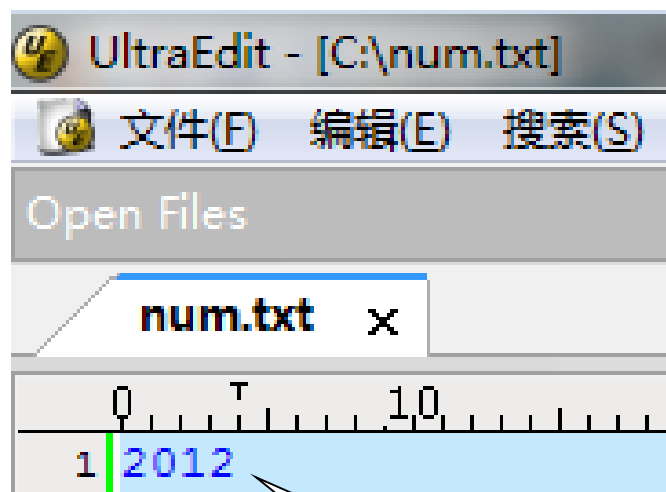 UltraEdit - [C:\num.txt]
文件(F) 编辑(E) 搜索(S)
Open Files
num.txt x
0 10
1 2012